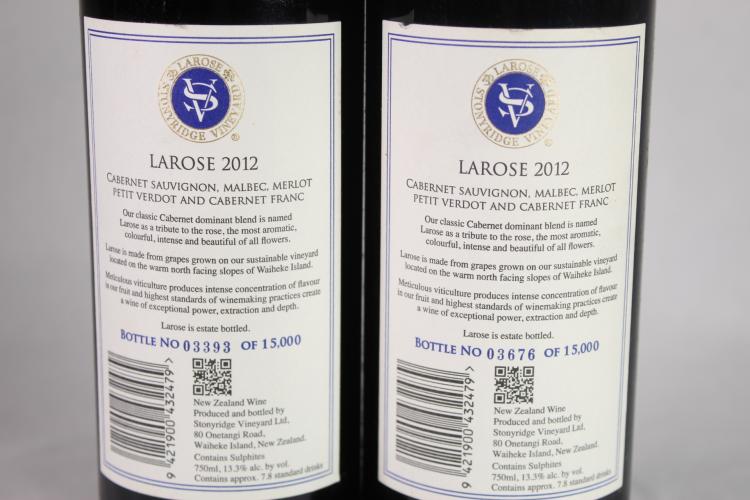 LAROSE
STONYRIDGE VINEYARD
®
LAROSE 2012
CABERNET SAUVIGNON, MALBEC, MERLOT
PETIT VERDOT AND CABERNET FRANC
Our classic Cabernet dominant blend is named
Larose as a tribute to the rose, the most aromatic,
colourful, intense and beautiful of all flowers.
Larose is made from grapes grown on our sustainable vineyard
located on the warm north facing slopes of Waiheke Island.
Meticulous viticulture produces intense concentration of flavour
in our fruit and highest standards of winemaking practices create
a wine of exceptional power, extraction and depth.
Larose is estate bottled.
BOTTLE NO 03393 OF 15,000
9 421900 432479 >
New Zealand Wine
Produced and bottled by
Stonyridge Vineyard Ltd,
80 Onetangi Road,
Waiheke Island, New Zealand.
Contains Sulphites
750ml, 13.3% alc. by vol.
Contains approx. 7.8 standard drinks
LAROSE
STONYRIDGE VINEYARD
®
LAROSE 2012
CABERNET SAUVIGNON, MALBEC, MERLOT
PETIT VERDOT AND CABERNET FRANC
Our classic Cabernet dominant blend is named
Larose as a tribute to the rose, the most aromatic,
colourful, intense and beautiful of all flowers.
Larose is made from grapes grown on our sustainable vineyard
located on the warm north facing slopes of Waiheke Island.
Meticulous viticulture produces intense concentration of flavour
in our fruit and highest standards of winemaking practices create
a wine of exceptional power, extraction and depth.
Larose is estate bottled.
BOTTLE NO 03676 OF 15,000
9 421900 432479 >
New Zealand Wine
Produced and bottled by
Stonyridge Vineyard Ltd,
80 Onetangi Road,
Waiheke Island, New Zealand.
Contains Sulphites
750ml, 13.3% alc. by vol.
Contains approx. 7.8 standard drinks